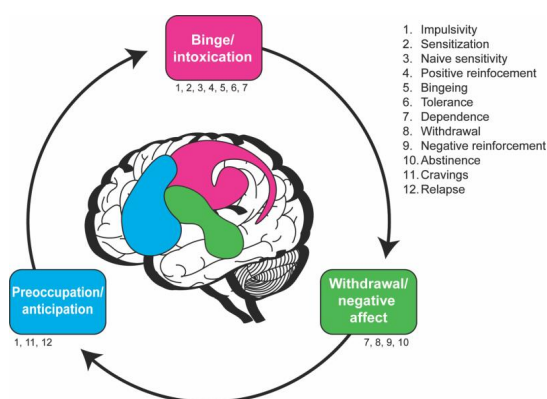 Binge/
intoxication
1, 2, 3, 4, 5, 6, 7
1. Impulsivity
2. Sensitization
3. Naive sensitivity
4. Positive reinfocement
5. Bingeing
6. Tolerance
7. Dependence
8. Withdrawal
9. Negative reinforcement
10. Abstinence
11. Cravings
12. Relapse
Withdrawal/
negative
affect
7, 8, 9, 10
Preoccupation/
anticipation
1, 11, 12